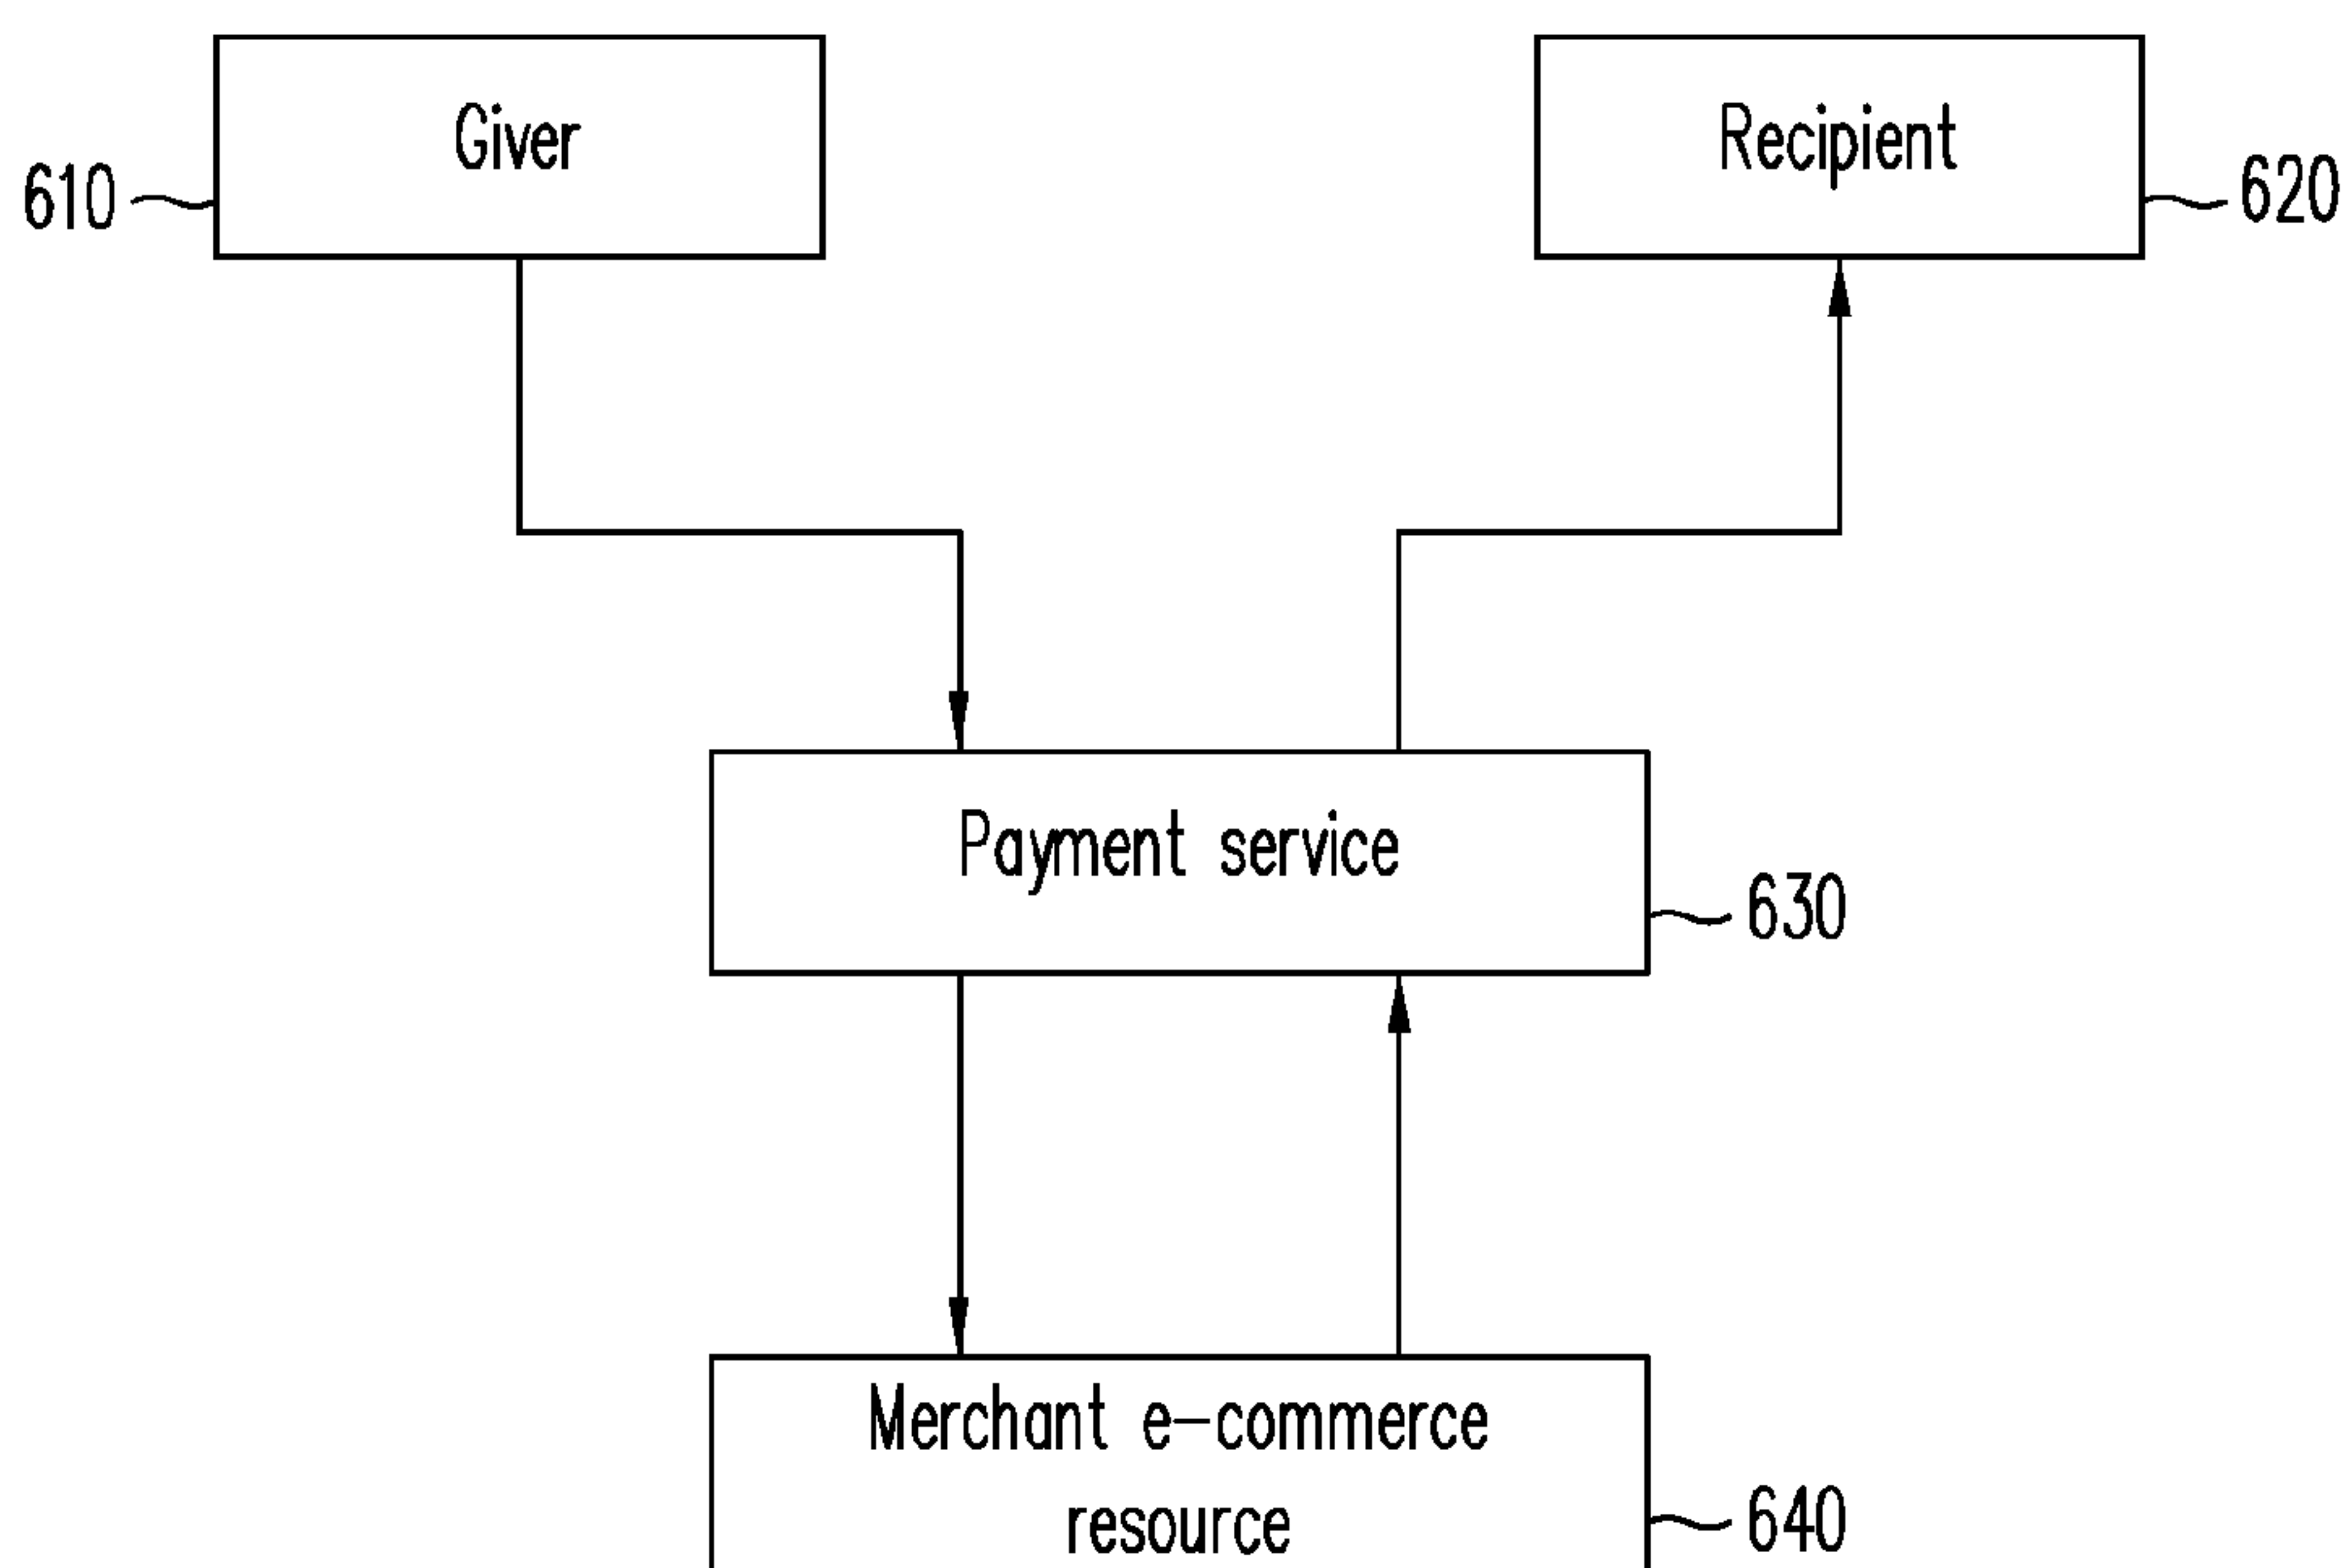 Giver
Recipient
610
620
Payment service
630
Merchant e-commerce
resource
640